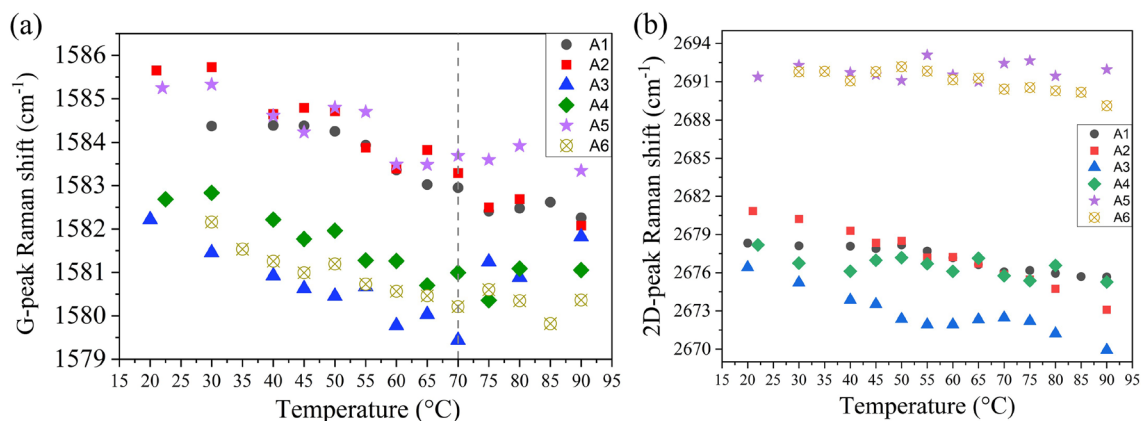 (a)
G-peak Raman shift (cm⁻¹)
1586
1585
1584
1583
1582
1581
1580
1579
15 20 25 30 35 40 45 50 55 60 65 70 75 80 85 90 95
Temperature (°C)
A1
A2
A3
A4
A5
A6
(b)
2D-peak Raman shift (cm⁻¹)
2694
2691
2688
2685
2682
2679
2676
2673
2670
15 20 25 30 35 40 45 50 55 60 65 70 75 80 85 90 95
Temperature (°C)
A1
A2
A3
A4
A5
A6